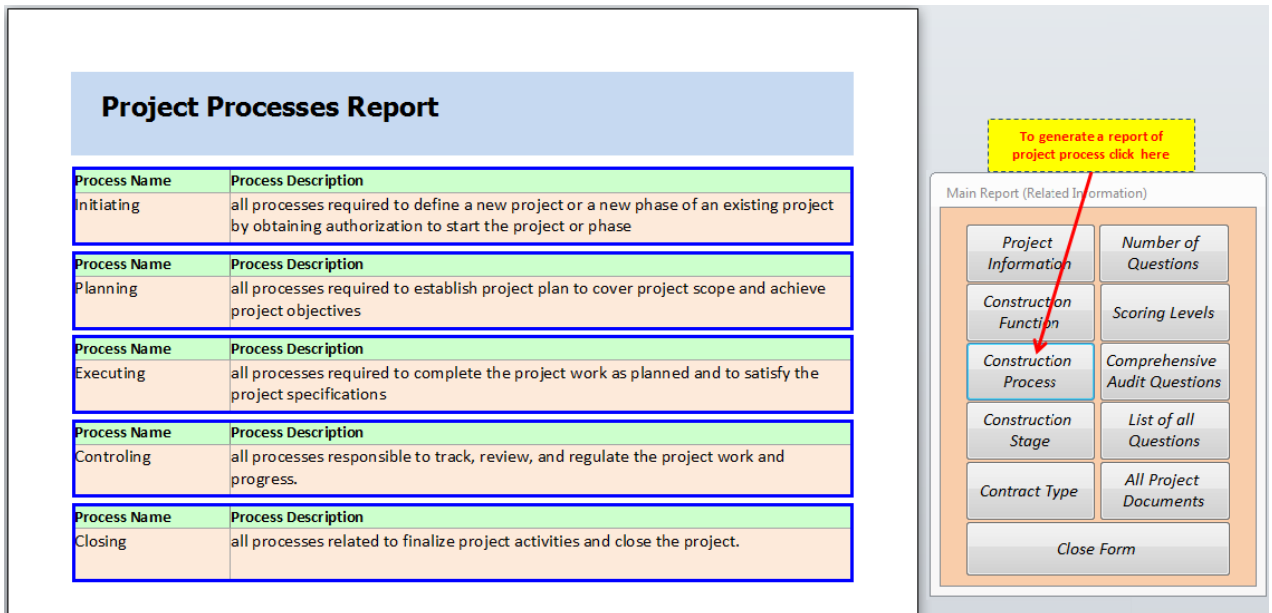 Project Processes Report
Process Name Process Description
Initiating all processes required to define a new project or a new phase of an existing project
by obtaining authorization to start the project or phase
Process Name Process Description
Planning all processes required to establish project plan to cover project scope and achieve
project objectives
Process Name Process Description
Executing all processes required to complete the project work as planned and to satisfy the
project specifications
Process Name Process Description
Controling all processes responsible to track, review, and regulate the project work and
progress.
Process Name Process Description
Closing all processes related to finalize project activities and close the project.
To generate a report of
project process click here
Main Report (Related Information)
Project
Information
Number of
Questions
Construction
Function
Scoring Levels
Construction
Process
Comprehensive
Audit Questions
Construction
Stage
List of all
Questions
Contract Type
All Project
Documents
Close Form